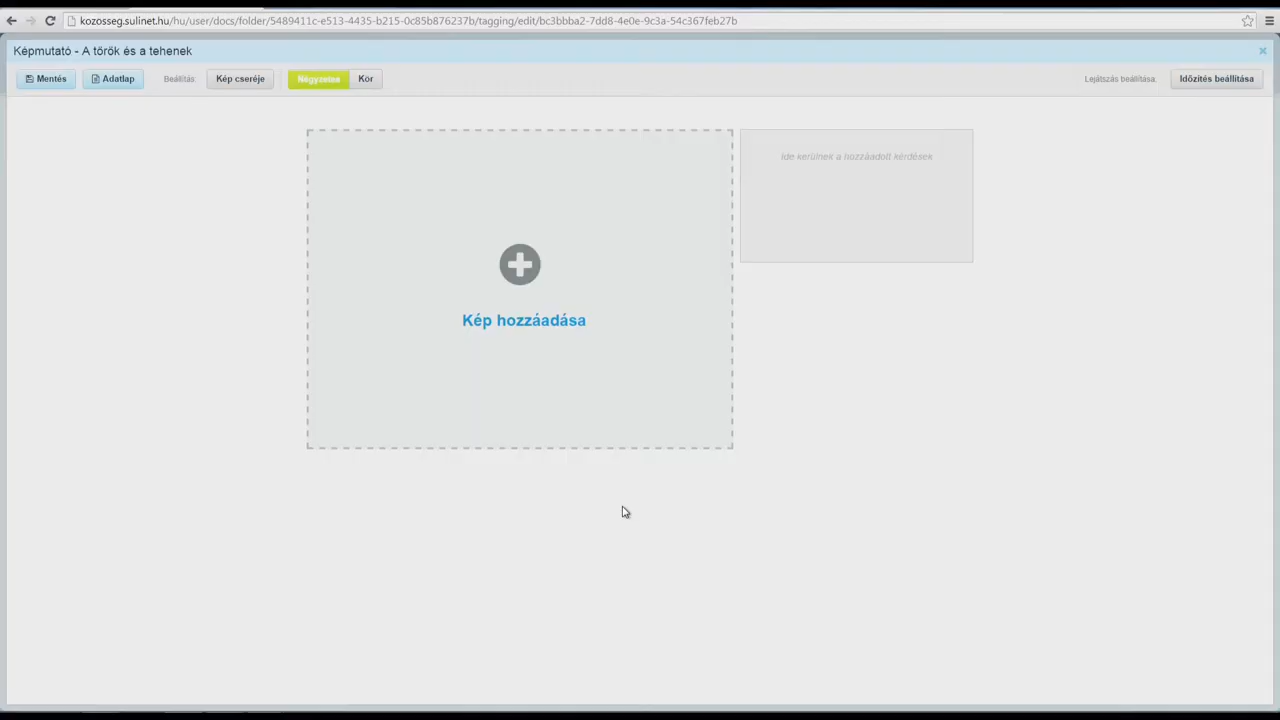 kozosseg.sulinet.hu/hu/user/docs/folder/5489411c-e513-4435-b215-0c85b876237b/tagging/edit/bc3bbba2-7dd8-4e0e-9c3a-54c367feb27b
Képmutató - A török és a tehenek
Mentés Adatlap Beállítás: Kép cseréje Négyzetes Kör Lejátszás beállítása: Időzítés beállítása
Ide kerülnek a hozzáadott kérdések
Kép hozzáadása